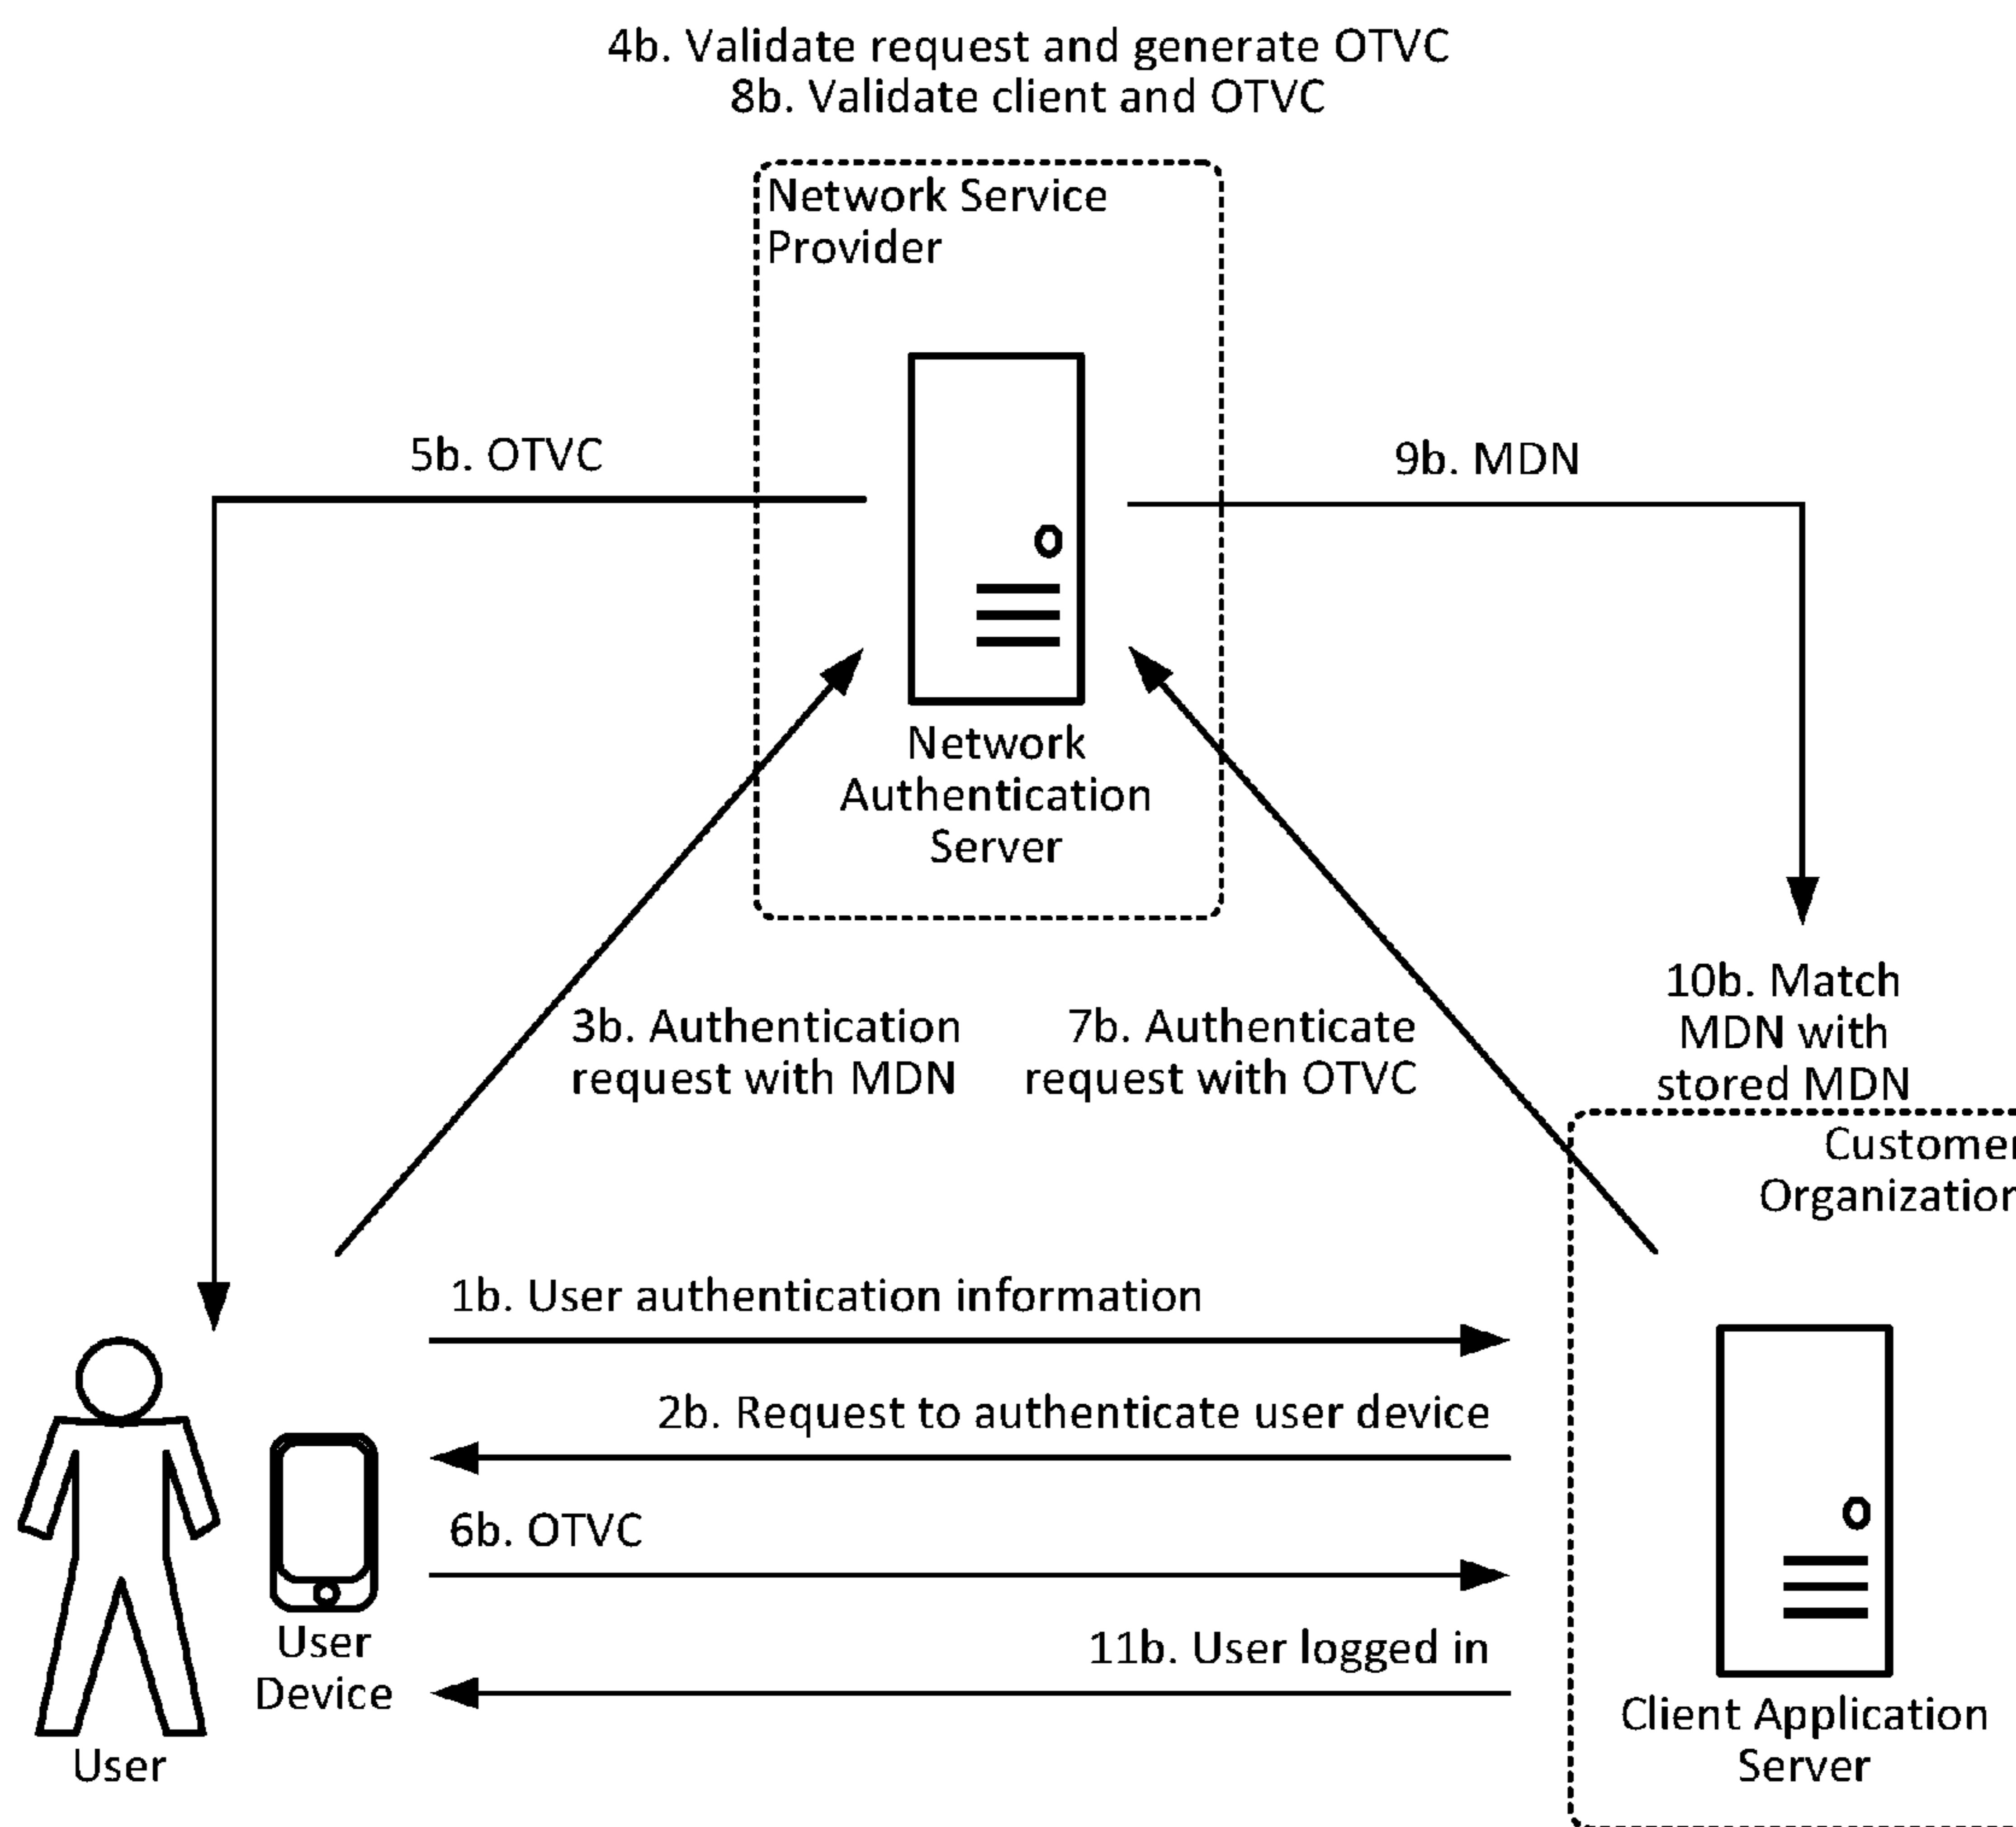 4b. Validate request and generate OTVC
8b. Validate client and OTVC
Network Service
Provider
5b. OTVC
9b. MDN
Network
Authentication
Server
3b. Authentication
request with MDN
7b. Authenticate
request with OTVC
10b. Match
MDN with
stored MDN
Customer
Organization
1b. User authentication information
2b. Request to authenticate user device
6b. OTVC
11b. User logged in
User
Device
User
Client Application
Server